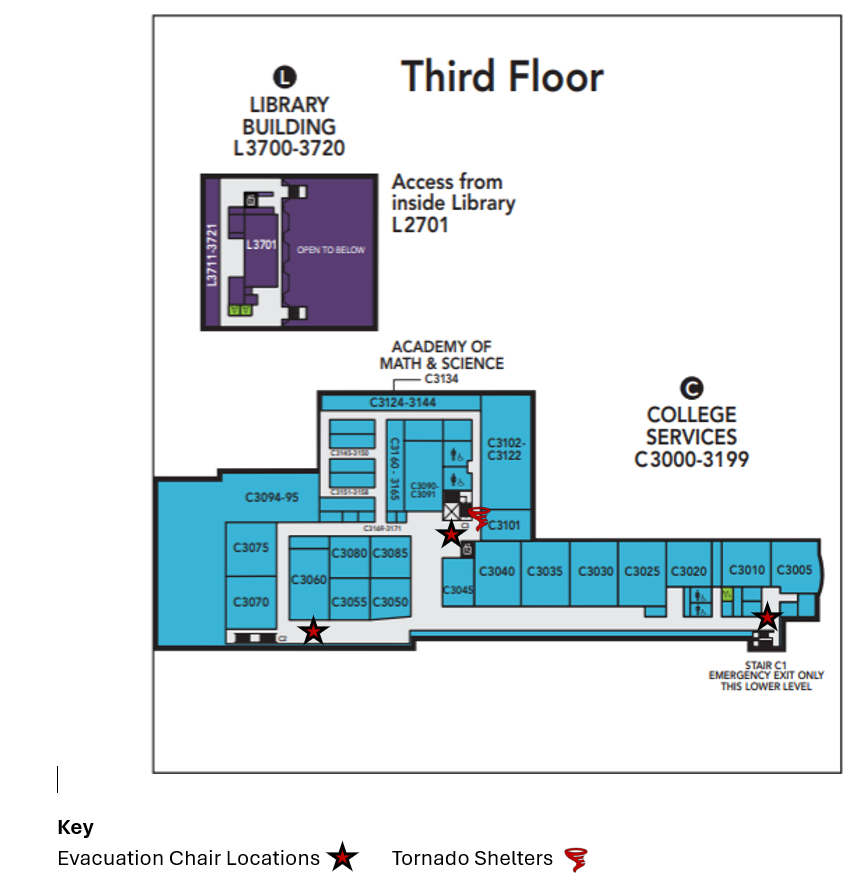 Third Floor
L
LIBRARY
BUILDING
L3700-3720
Access from
inside Library
L2701
L3711-3721
L3701
OPEN TO BELOW
ACADEMY OF
MATH & SCIENCE
C3134
C
COLLEGE
SERVICES
C3000-3199
C3124-3144
C3102-
C3122
C3145-3150
C3160 - 3165
C3151-3158
C3090-
C3091
C3094-95
C3169-3171
C3101
C3075
C3080
C3085
C3060
C3070
C3055
C3050
C3045
C3040
C3035
C3030
C3025
C3020
C3010
C3005
C2
STAIR C1
EMERGENCY EXIT ONLY
THIS LOWER LEVEL
Key
Evacuation Chair Locations
Tornado Shelters